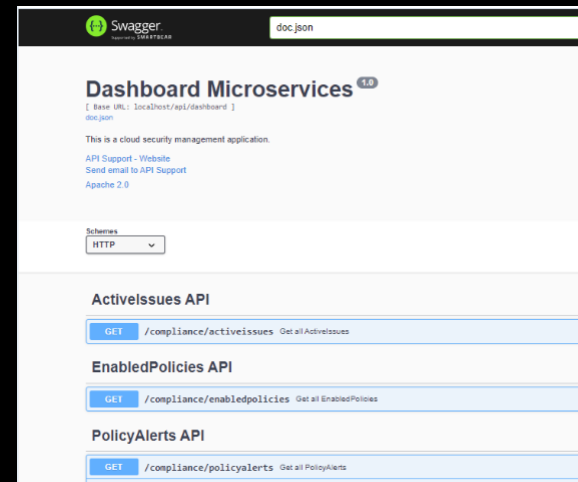 Swagger.
Supported by SMARTBEAR
doc.json
Dashboard Microservices 1.0
[ Base URL: localhost/api/dashboard ]
doc.json
This is a cloud security management application.
API Support - Website
Send email to API Support
Apache 2.0
Schemes
HTTP
ActiveIssues API
GET /compliance/activeissues Get all ActiveIssues
EnabledPolicies API
GET /compliance/enabledpolicies Get all EnabledPolicies
PolicyAlerts API
GET /compliance/policyalerts Get all PolicyAlerts